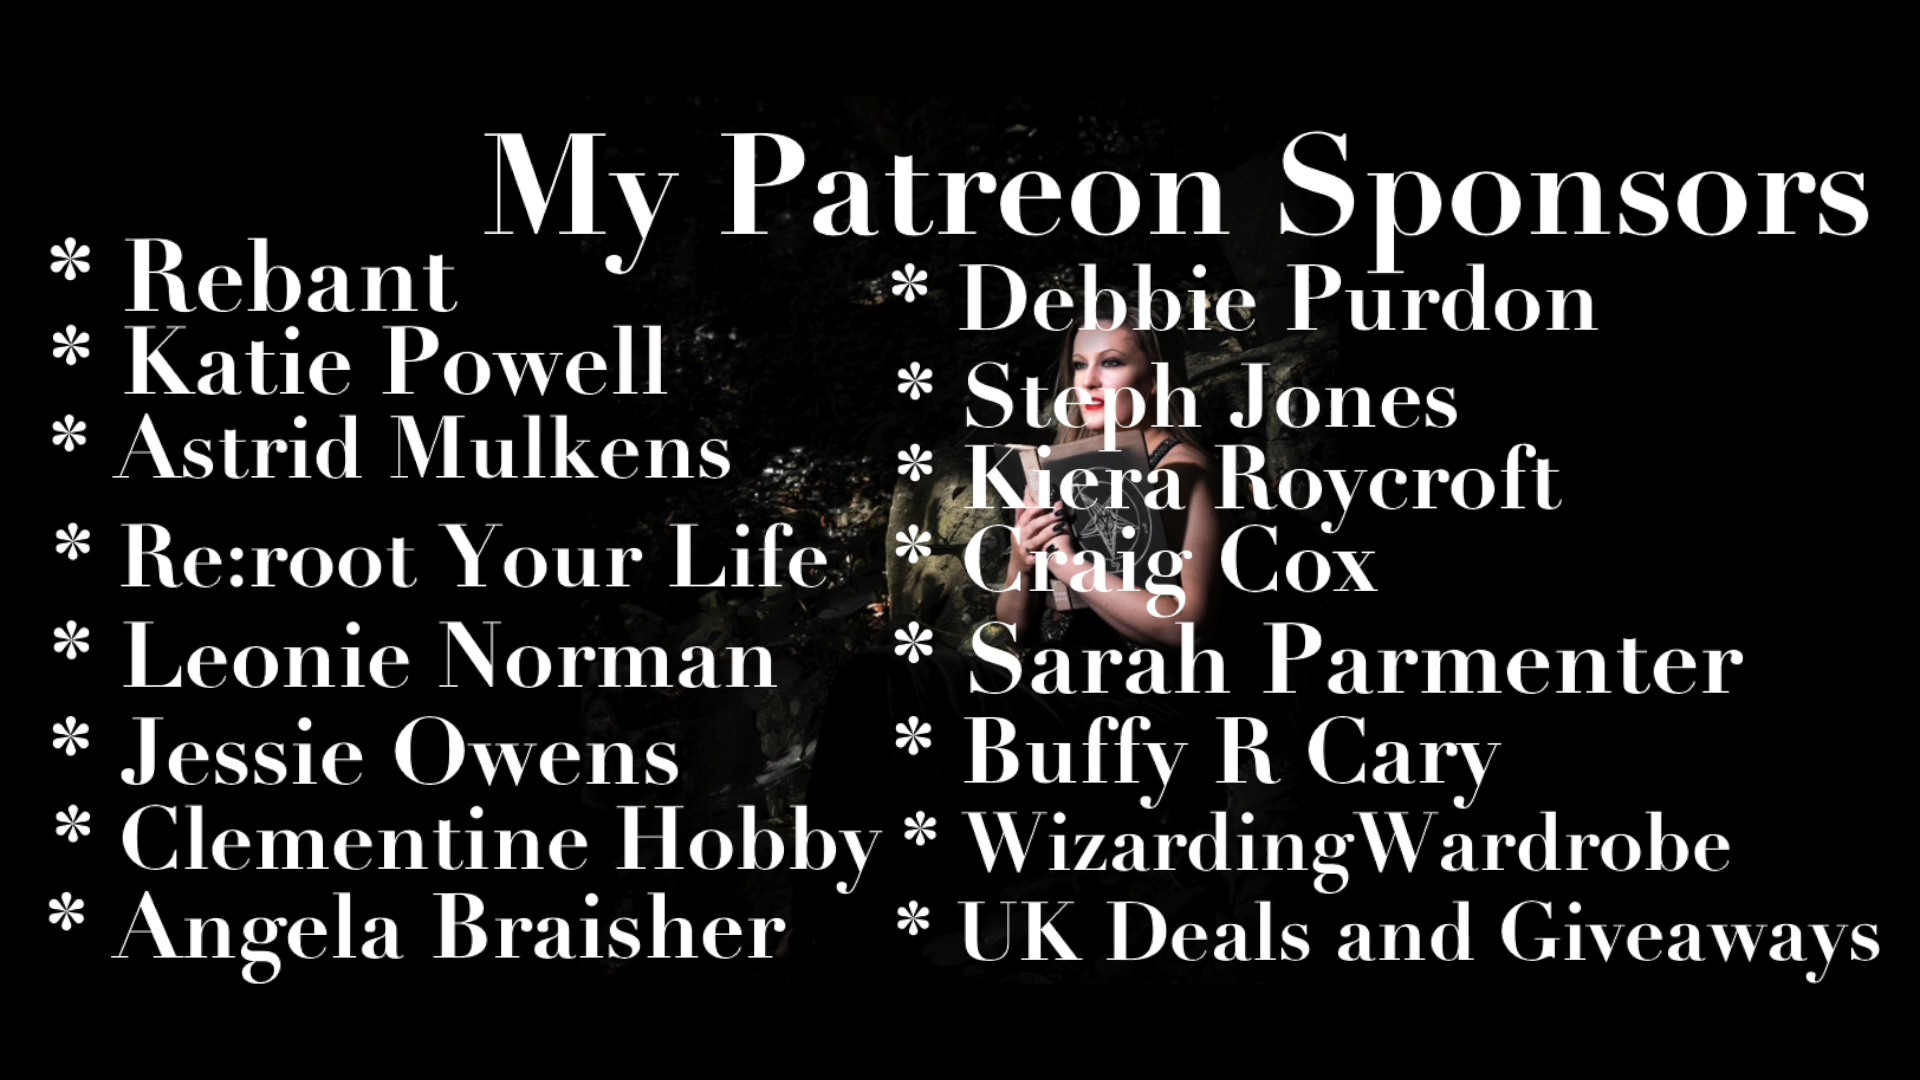 My Patreon Sponsors
* Rebant
* Katie Powell
* Astrid Mulkens
* Re:root Your Life
* Leonie Norman
* Jessie Owens
* Clementine Hobby
* Angela Braisher
* Debbie Purdon
* Steph Jones
* Kiera Roycroft
* Craig Cox
* Sarah Parmenter
* Buffy R Cary
* WizardingWardrobe
* UK Deals and Giveaways